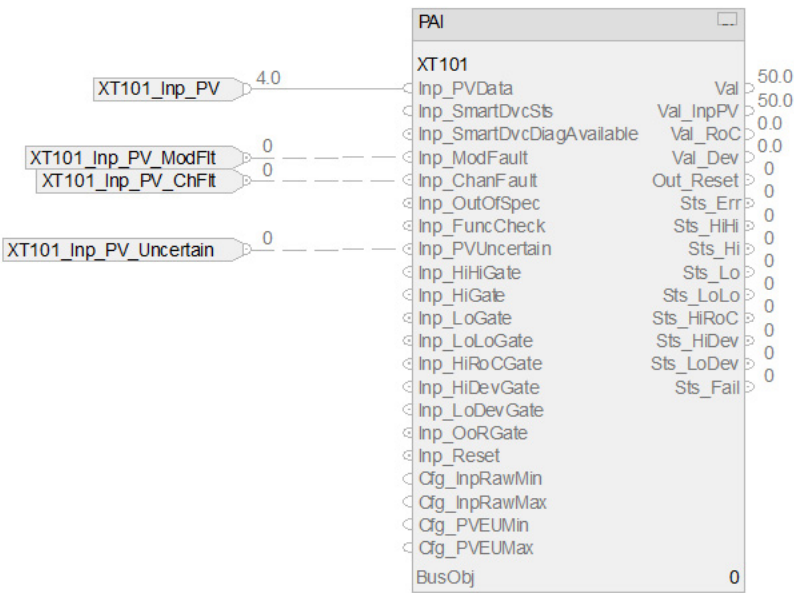 PAI
XT101
XT101_Inp_PV 4.0 Inp_PVData Val 50.0
Inp_SmartDvcSts Val_InpPV 50.0
Inp_SmartDvcDiagAvailable Val_RoC 0.0
XT101_Inp_PV_ModFlt 0 Inp_ModFault Val_Dev 0.0
XT101_Inp_PV_ChFlt 0 Inp_ChanFault Out_Reset 0
Inp_OutOfSpec Sts_Err 0
Inp_FuncCheck Sts_HiHi 0
XT101_Inp_PV_Uncertain 0 Inp_PVUncertain Sts_Hi 0
Inp_HiHiGate Sts_Lo 0
Inp_HiGate Sts_LoLo 0
Inp_LoGate Sts_HiRoC 0
Inp_LoLoGate Sts_HiDev 0
Inp_HiRoCGate Sts_LoDev 0
Inp_HiDevGate Sts_Fail 0
Inp_LoDevGate
Inp_OoRGate
Inp_Reset
Cfg_InpRawMin
Cfg_InpRawMax
Cfg_PVEUMin
Cfg_PVEUMax
BusObj 0